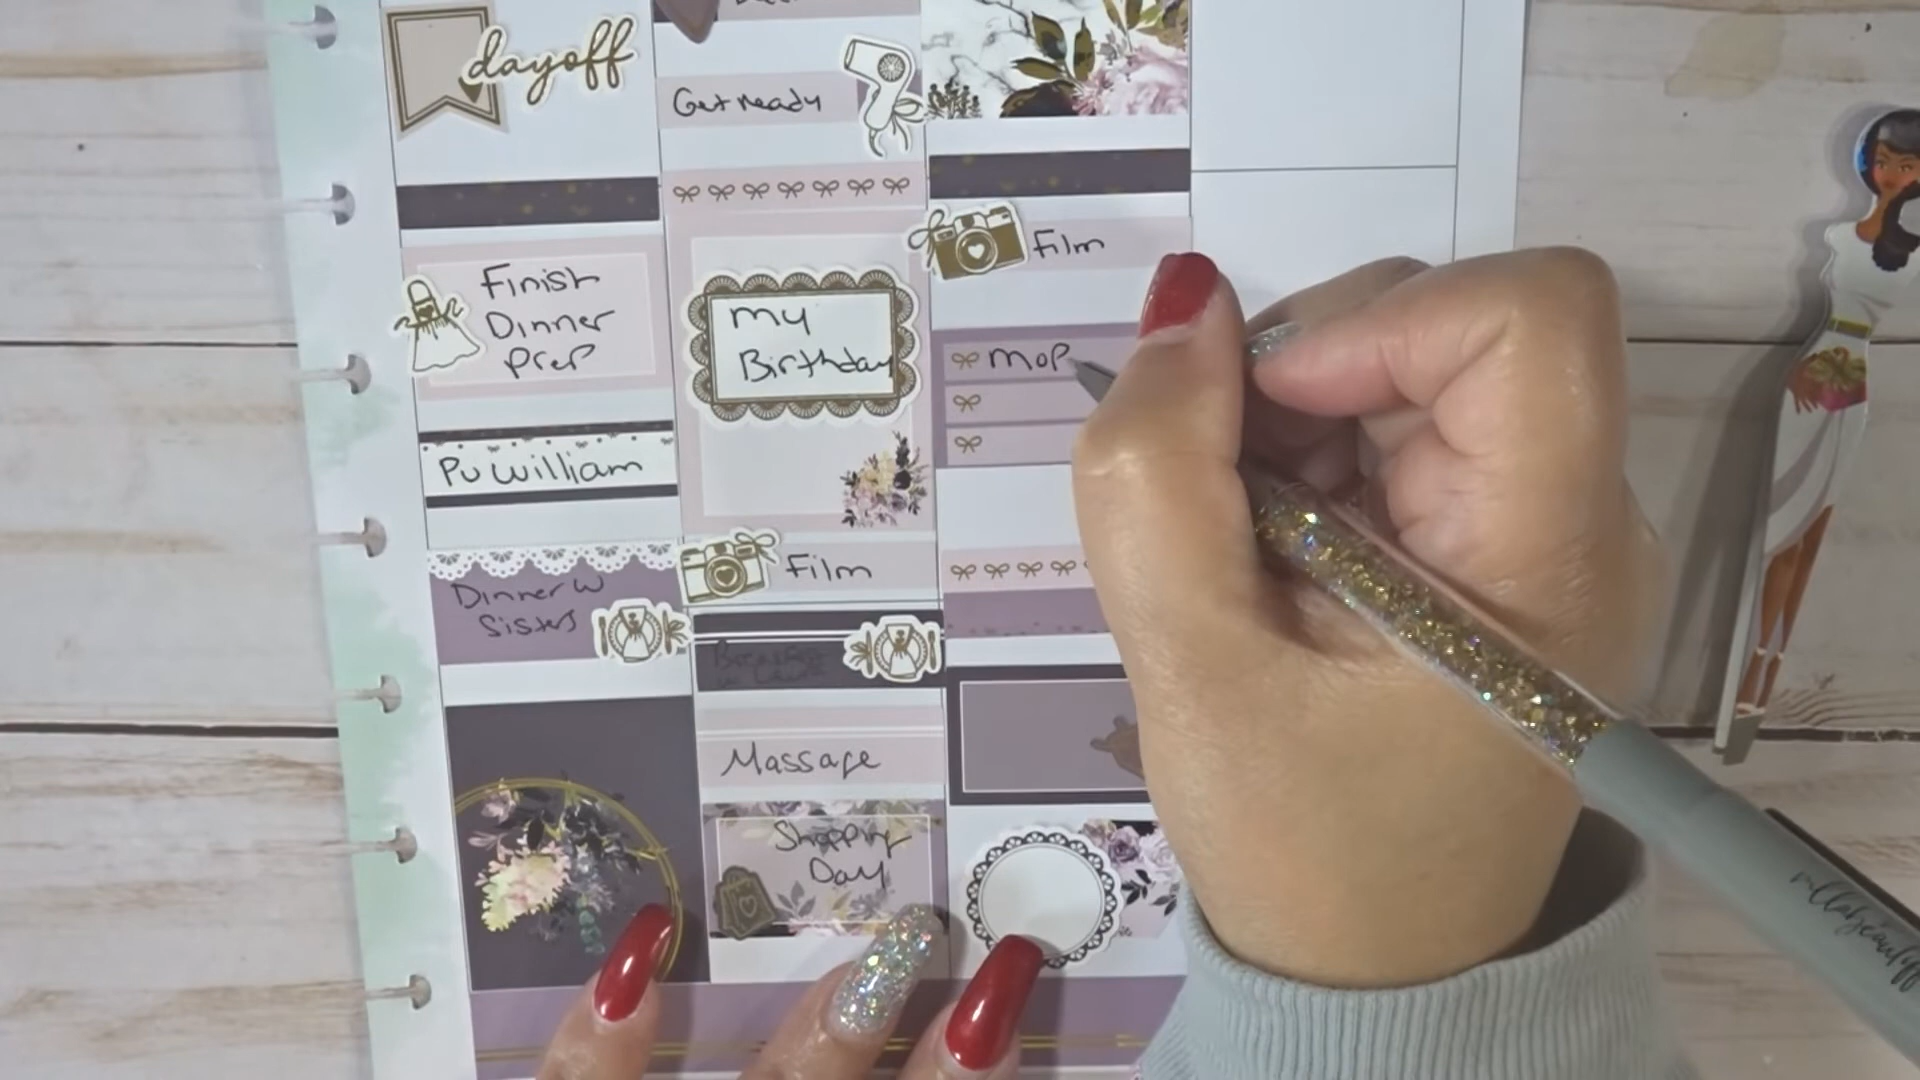 dayoff
Finish
Dinner
Prep
PU William
Dinner w
Sisters
Get ready
My
Birthday
Film
Massage
Shopping
Day
Film
Mop